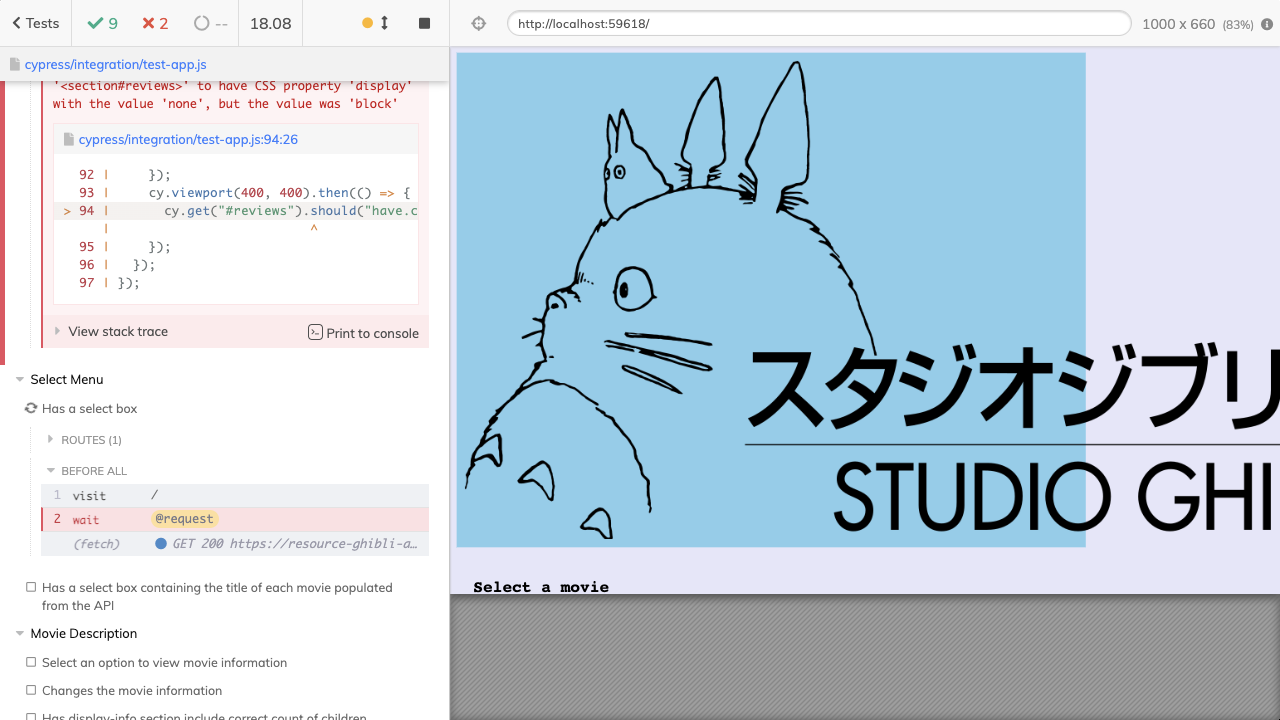 Tests
9
2
--
18.08
http://localhost:59618/
1000 x 660 (83%)
cypress/integration/test-app.js
'<section#reviews>' to have CSS property 'display'
with the value 'none', but the value was 'block'
cypress/integration/test-app.js:94:26
92 | });
93 | cy.viewport(400, 400).then(() => {
> 94 | cy.get("#reviews").should("have.c
| ^
95 | });
96 | });
97 | });
View stack trace
Print to console
Select Menu
Has a select box
ROUTES (1)
BEFORE ALL
1 visit /
2 wait @request
(fetch) GET 200 https://resource-ghibli-a…
Has a select box containing the title of each movie populated
from the API
Movie Description
Select an option to view movie information
Changes the movie information
Has display-info section include correct count of children
スタジオジブリ
STUDIO GHI
Select a movie